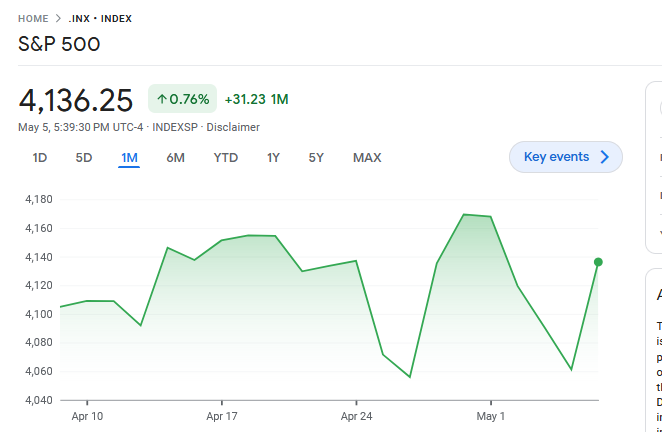 HOME > .INX • INDEX
S&P 500
4,136.25 ↑0.76% +31.23 1M
May 5, 5:39:30 PM UTC-4 · INDEXSP · Disclaimer
1D 5D 1M 6M YTD 1Y 5Y MAX
Key events >
4,180
4,160
4,140
4,120
4,100
4,080
4,060
4,040
Apr 10 Apr 17 Apr 24 May 1